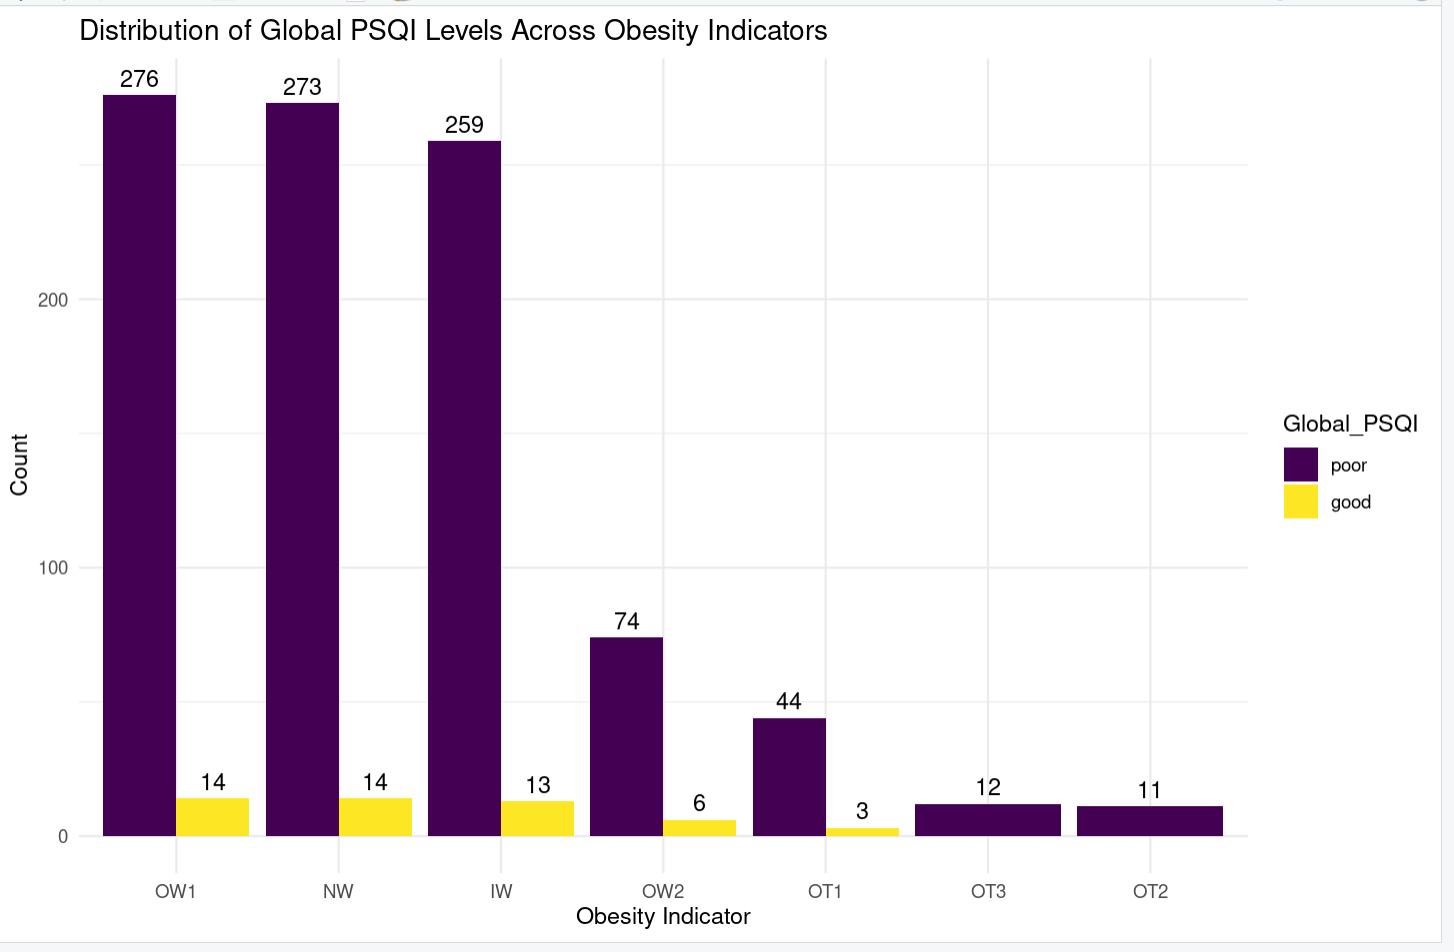 Distribution of Global PSQI Levels Across Obesity Indicators
276
273
259
200
Count
Global_PSQI
poor
good
100
74
44
14
14
13
6
3
12
11
0
OW1 NW IW OW2 OT1 OT3 OT2
Obesity Indicator